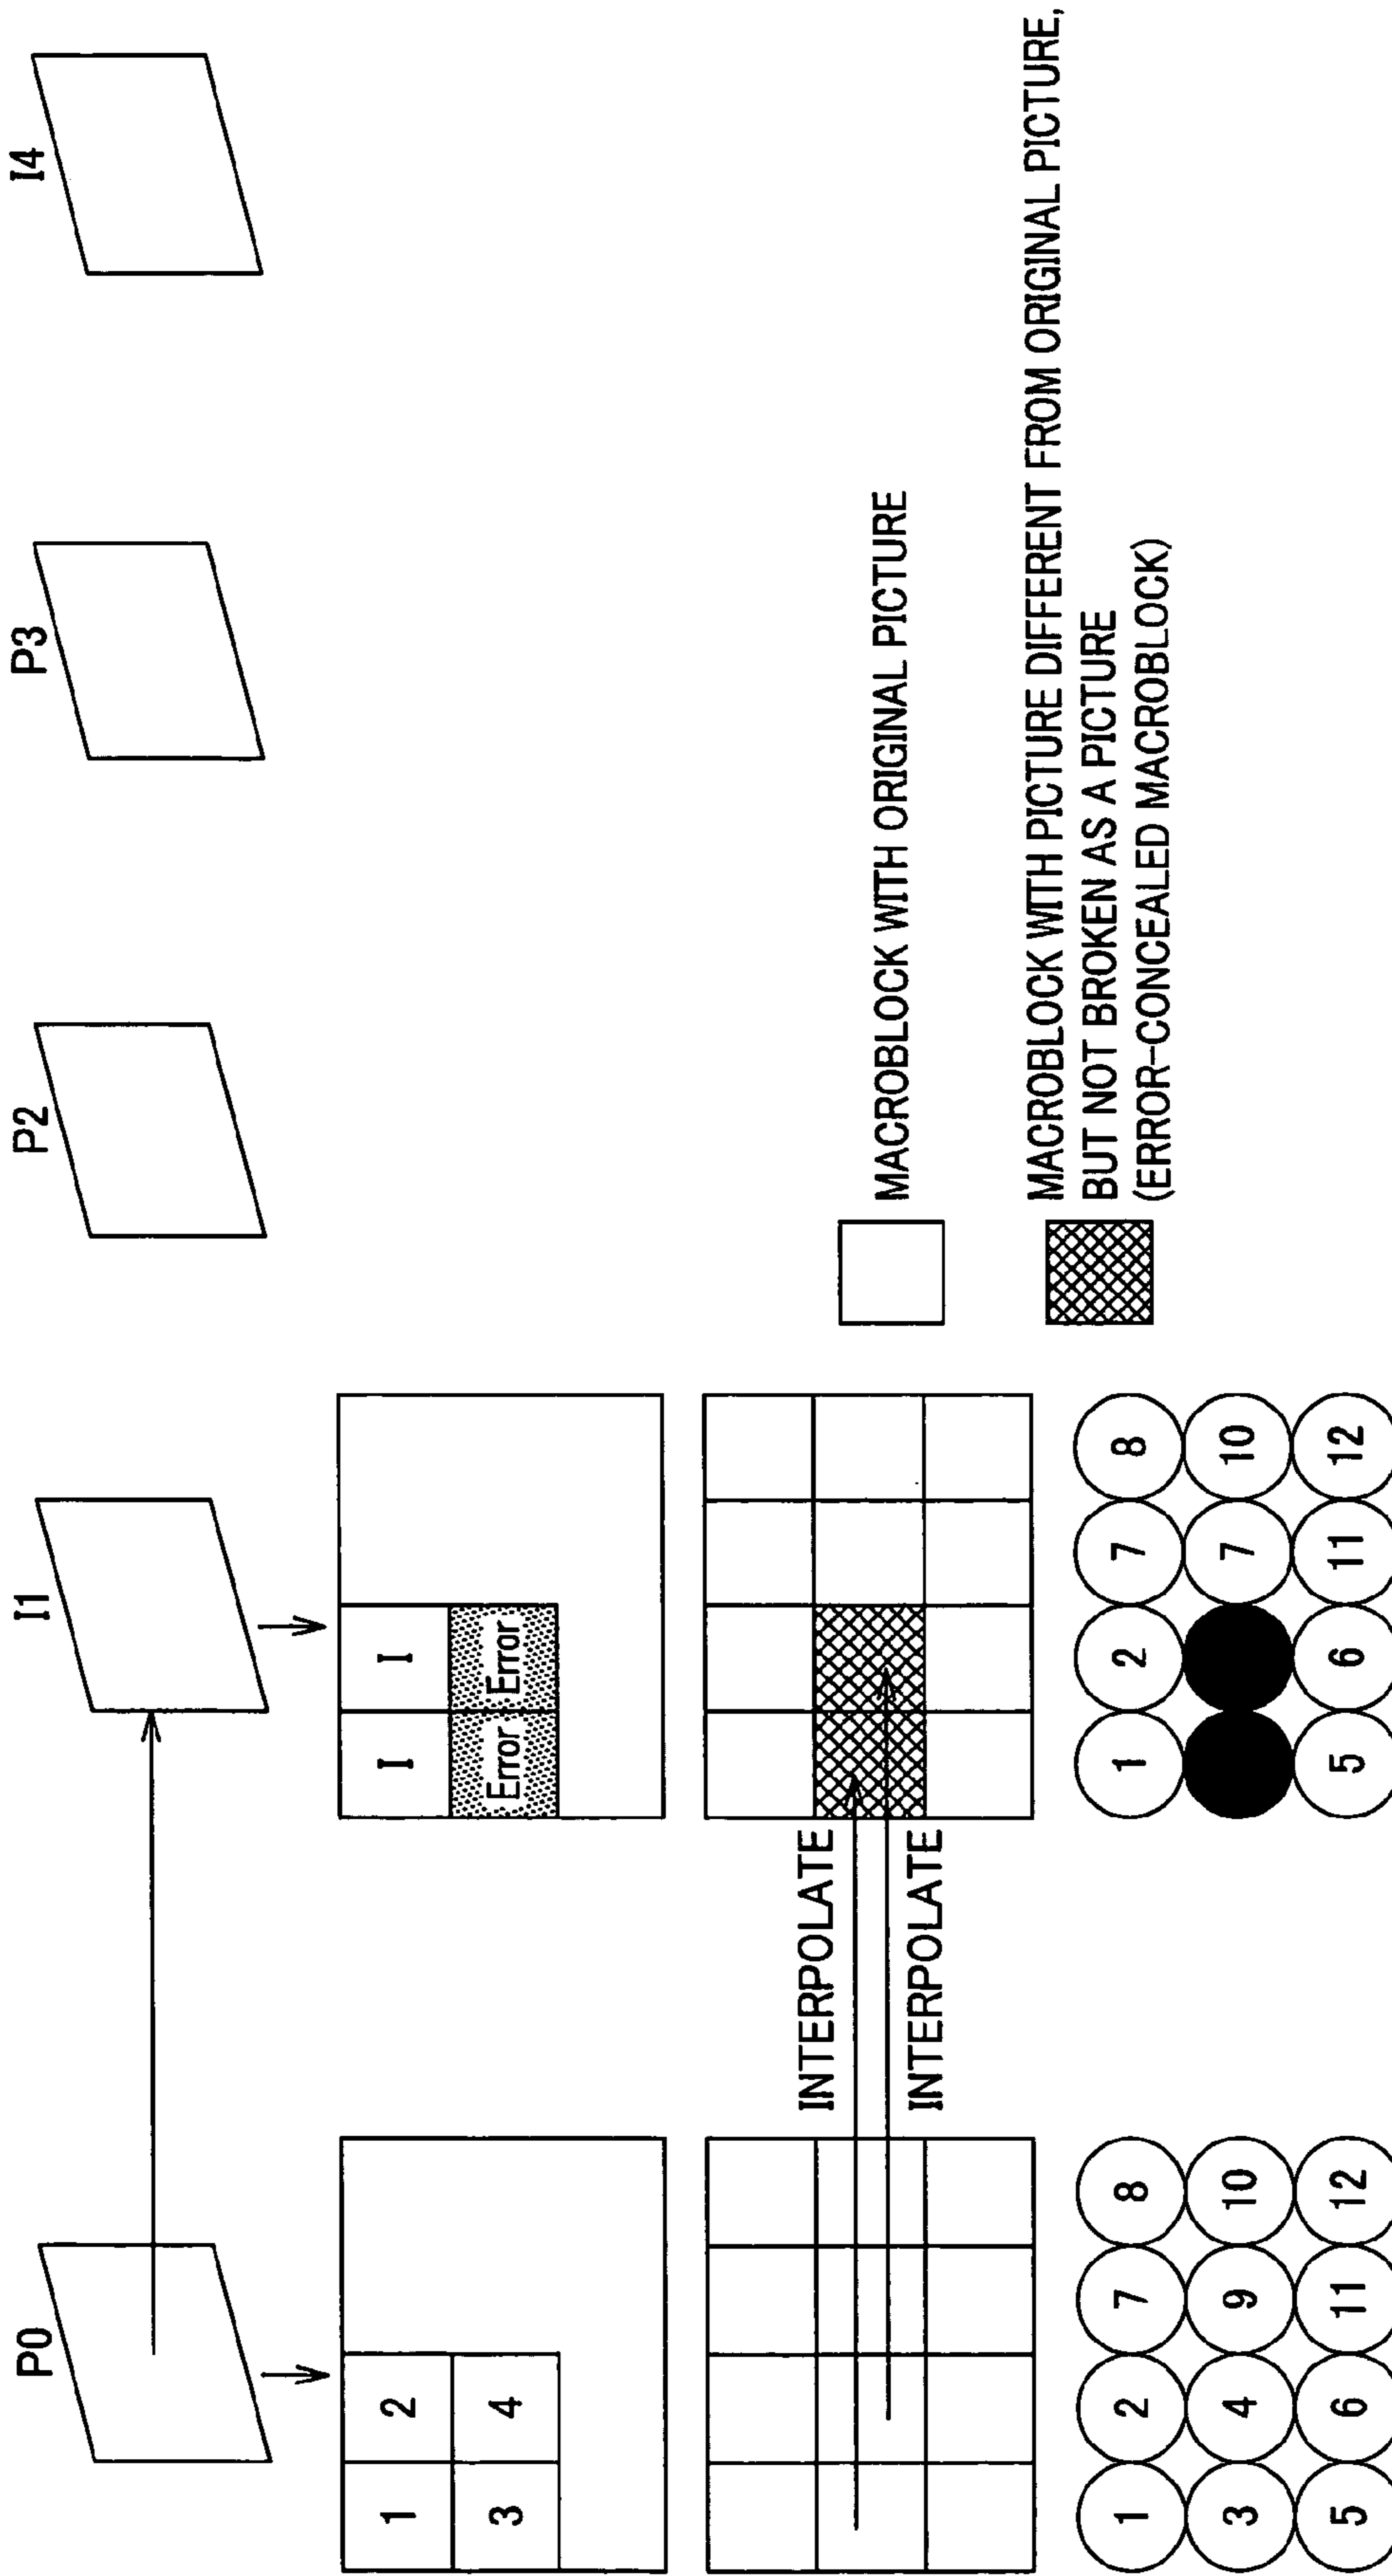 P0
I1
P2
P3
I4
1 2
3 4
I I
Error Error
INTERPOLATE
INTERPOLATE
MACROBLOCK WITH ORIGINAL PICTURE
MACROBLOCK WITH PICTURE DIFFERENT FROM ORIGINAL PICTURE,
BUT NOT BROKEN AS A PICTURE
(ERROR-CONCEALED MACROBLOCK)
1 2 7 8
3 4 9 10
5 6 11 12
1 2 7 8
7 10
5 6 11 12